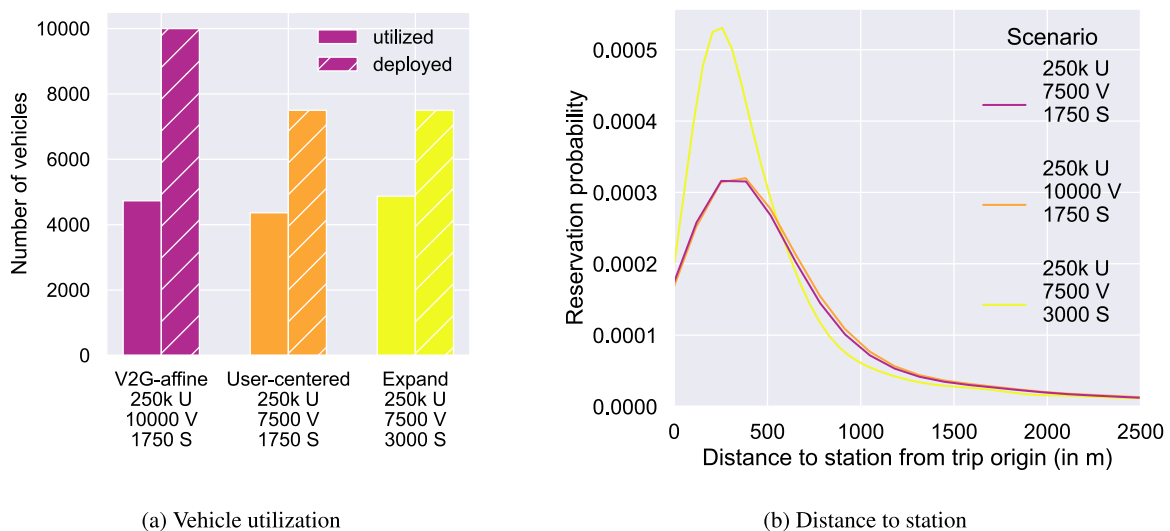 10000
8000
6000
4000
2000
0
Number of vehicles
utilized
deployed
V2G-affine
250k U
10000 V
1750 S
User-centered
250k U
7500 V
1750 S
Expand
250k U
7500 V
3000 S
(a) Vehicle utilization
0.0005
0.0004
0.0003
0.0002
0.0001
0.0000
Reservation probability
Scenario
250k U
7500 V
1750 S
250k U
10000 V
1750 S
250k U
7500 V
3000 S
0
500
1000
1500
2000
2500
Distance to station from trip origin (in m)
(b) Distance to station